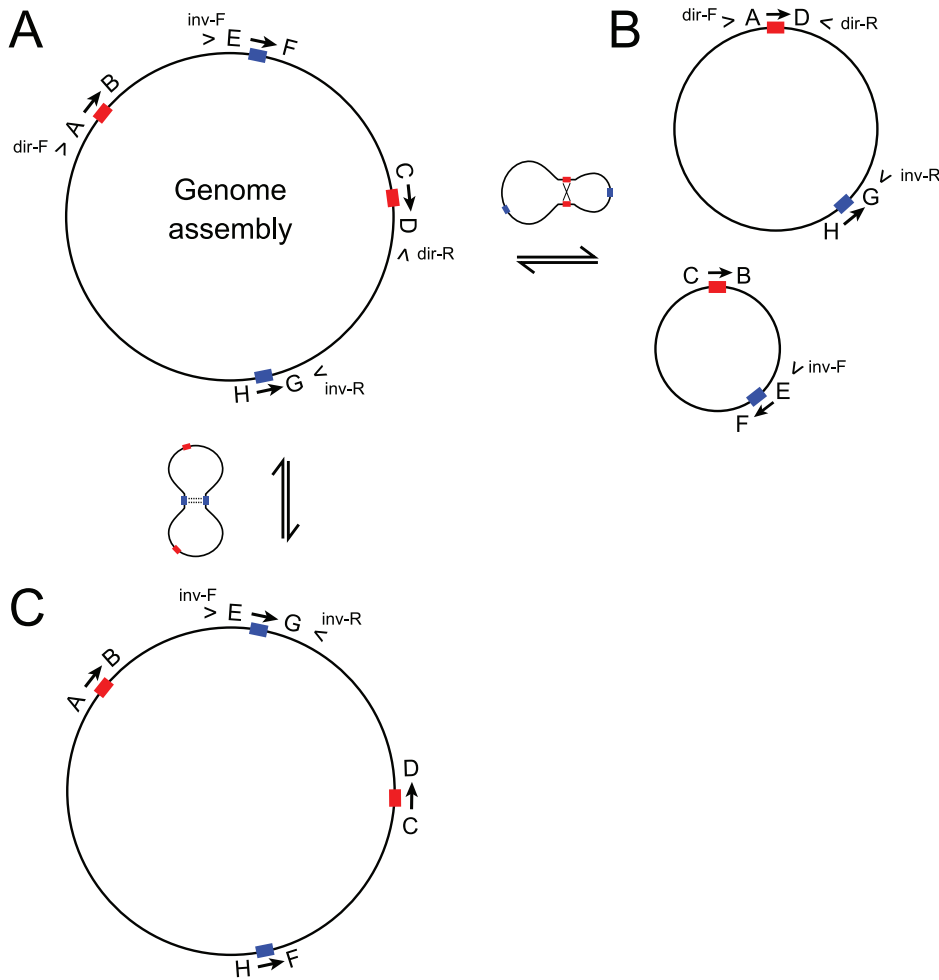 A
inv-F
>
E
F
B
A
dir-F
>
Genome
assembly
C
D
< dir-R
H
G
< inv-R
B
dir-F > A D < dir-R
< inv-R
G
H
C B
< inv-F
E
F
C
inv-F
> E G < inv-R
B
A
D
C
H F